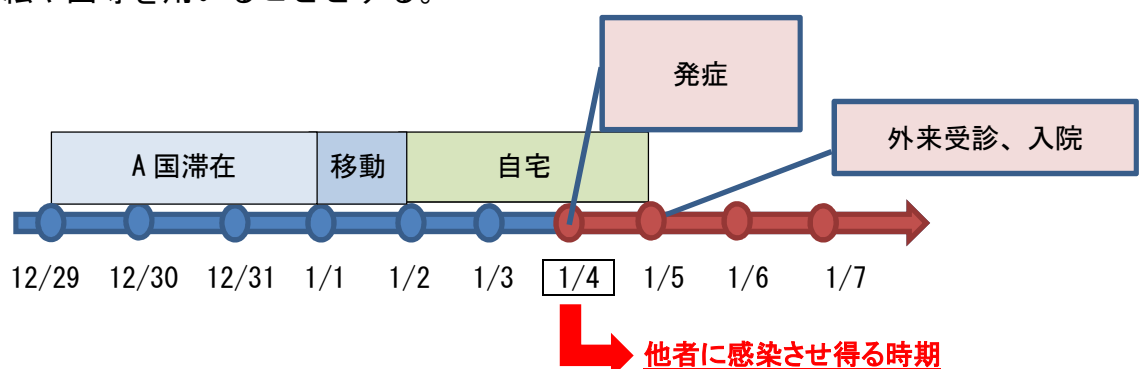 発症
外来受診、入院
A 国滞在 移動 自宅
12/29 12/30 12/31 1/1 1/2 1/3 1/4 1/5 1/6 1/7
他者に感染させ得る時期